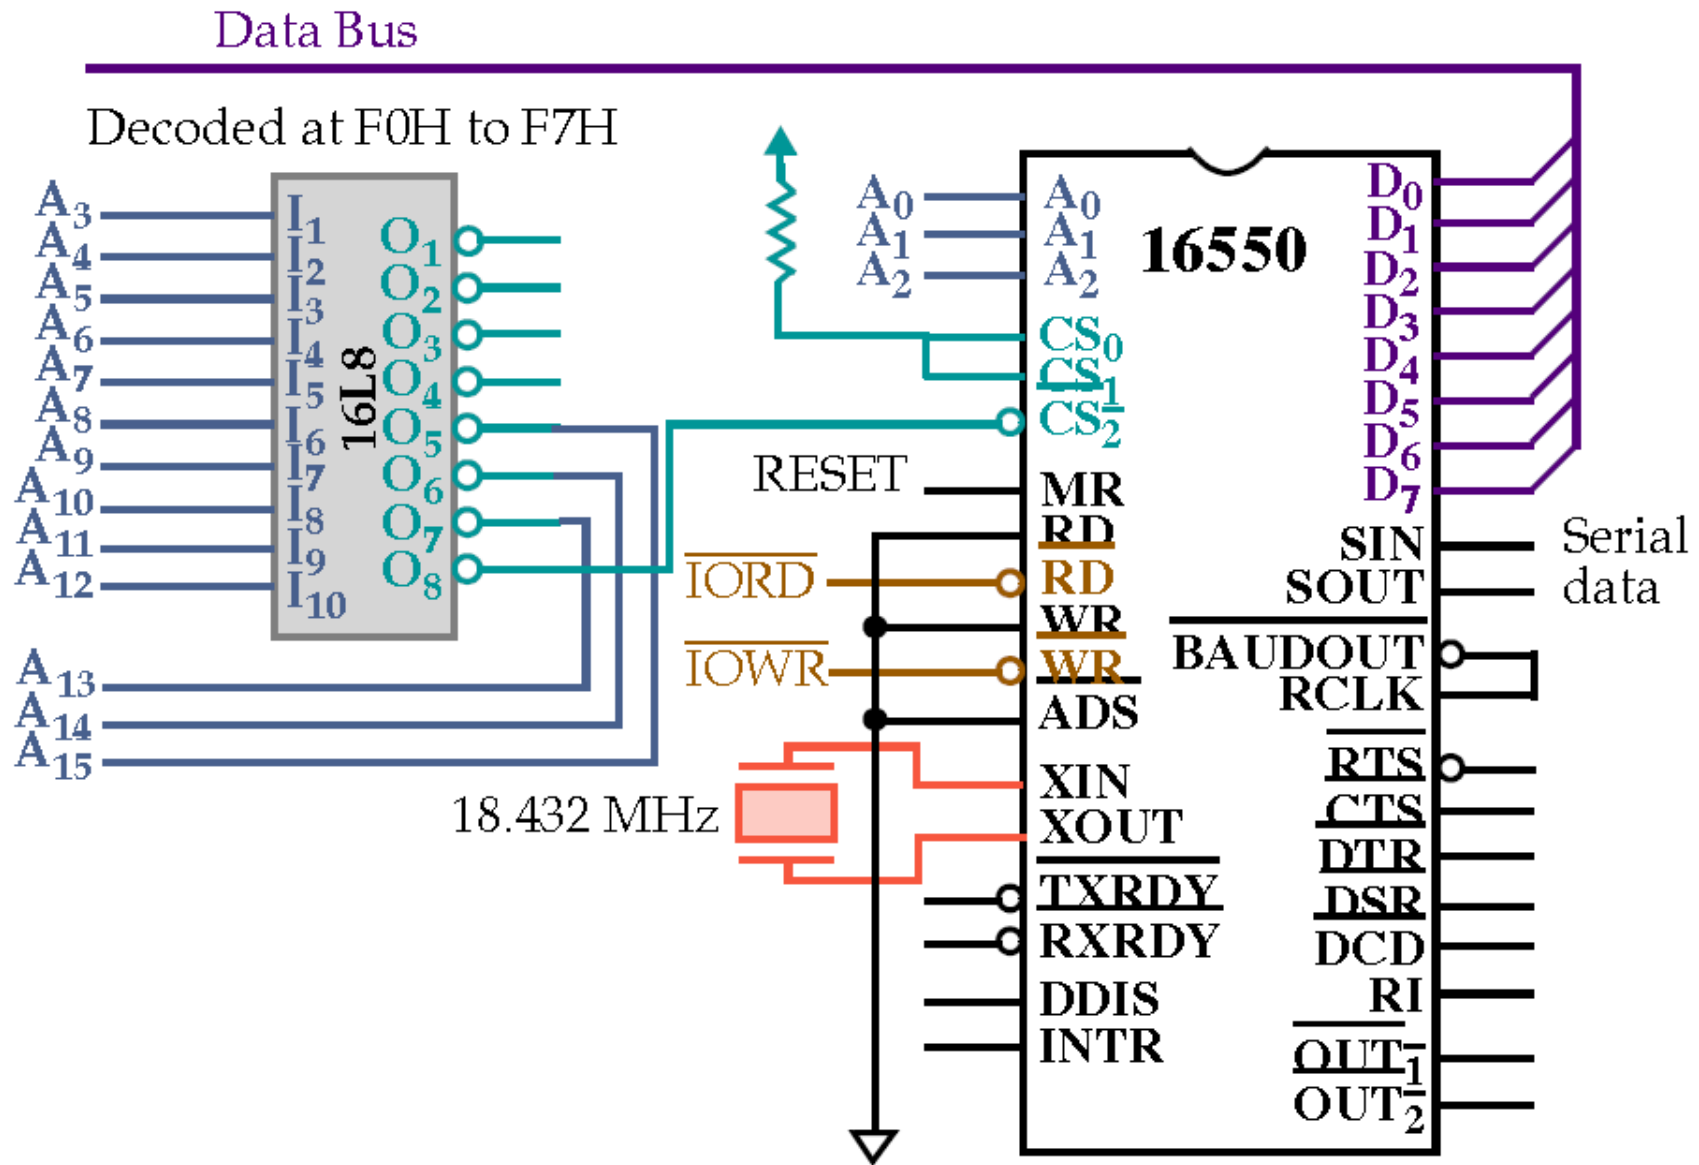 Data Bus
Decoded at F0H to F7H
A3
A4
A5
A6
A7
A8
A9
A10
A11
A12
A13
A14
A15
I1
I2
I3
I4
I5
I6
I7
I8
I9
I10
16L8
O1
O2
O3
O4
O5
O6
O7
O8
A0
A1
A2
RESET
IORD
IOWR
18.432 MHz
16550
A0
A1
A2
CS0
CS1
CS2
MR
RD
RD
WR
WR
ADS
XIN
XOUT
TXRDY
RXRDY
DDIS
INTR
D0
D1
D2
D3
D4
D5
D6
D7
SIN
SOUT
BAUDOUT
RCLK
RTS
CTS
DTR
DSR
DCD
RI
OUT1
OUT2
Serial
data